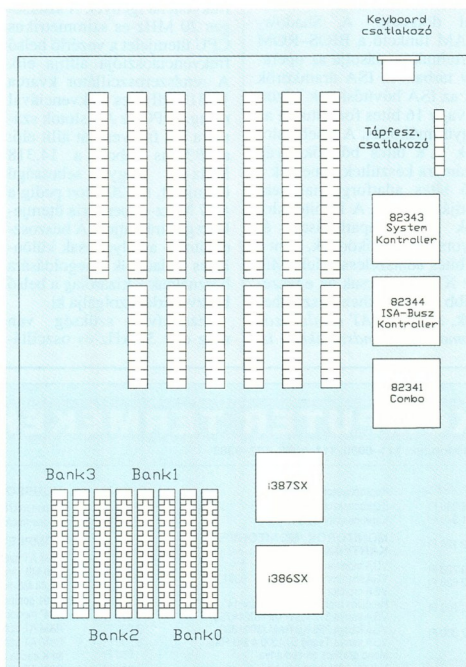 Keyboard
csatlakozó
Tápfesz.
csatlakozó
82343
System
Kontroller
82344
ISA-Busz
Kontroller
82341
Combo
Bank3
Bank1
i387SX
i386SX
Bank2
Bank0